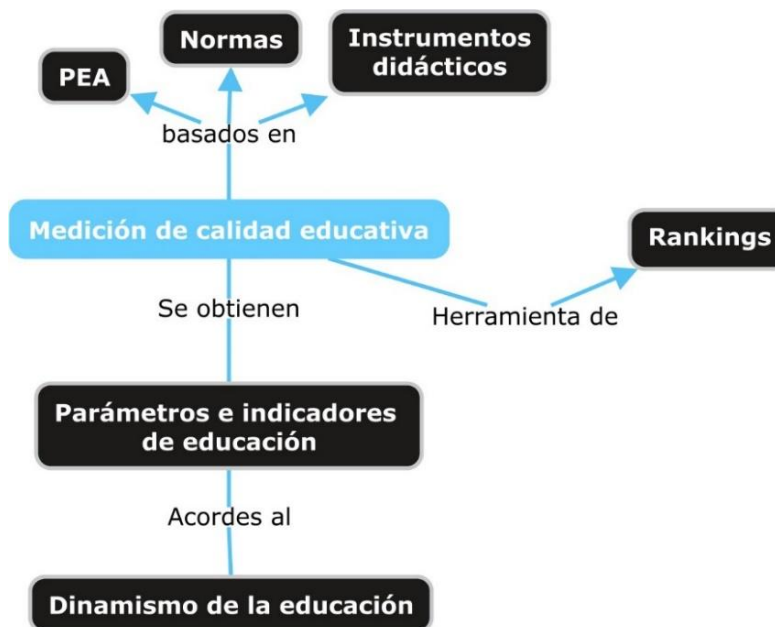 Normas
Instrumentos
didácticos
PEA
basados en
Medición de calidad educativa
Rankings
Se obtienen
Herramienta de
Parámetros e indicadores
de educación
Acordes al
Dinamismo de la educación